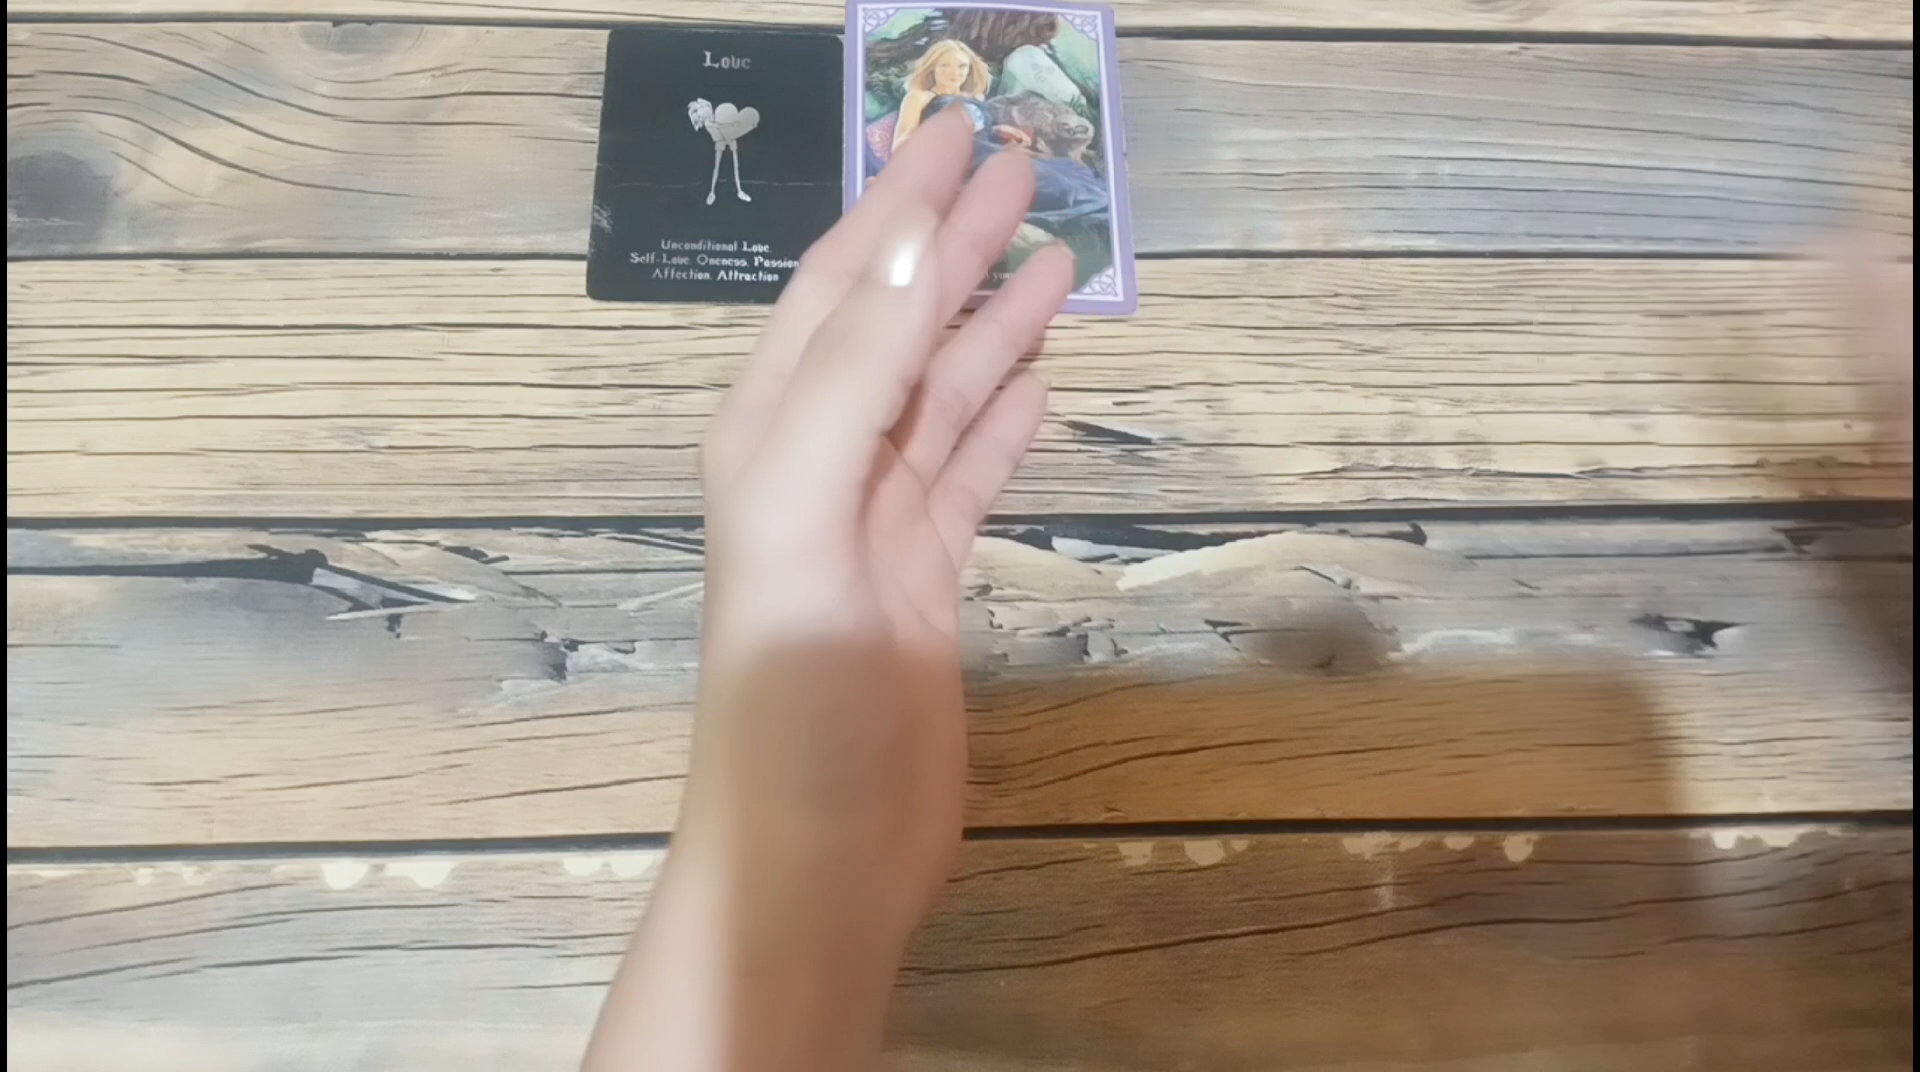 Love
Unconditional Love,
Self-Love, Oneness, Passion
Affection, Attraction